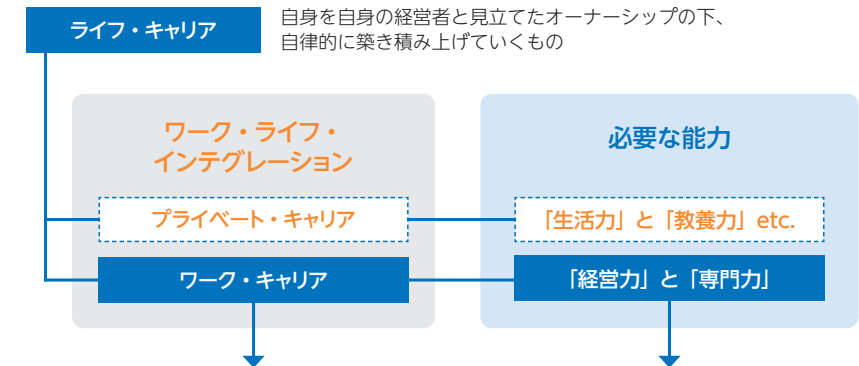 ライフ・キャリア
自身を自身の経営者と見立てたオーナーシップの下、
自律的に築き積み上げていくもの
ワーク・ライフ・
インテグレーション
必要な能力
プライベート・キャリア
「生活力」と「教養力」etc.
ワーク・キャリア
「経営力」と「専門力」